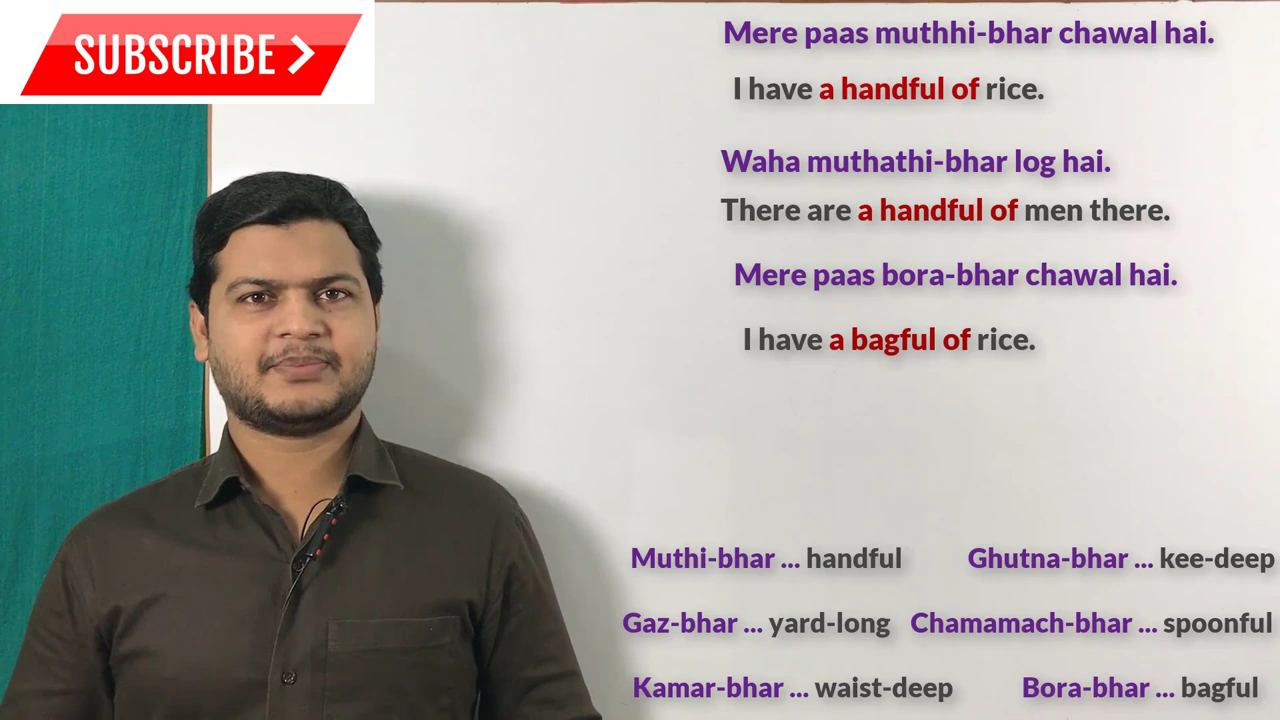 SUBSCRIBE
Mere paas muthhi-bhar chawal hai.
I have a handful of rice.
Waha muthathi-bhar log hai.
There are a handful of men there.
Mere paas bora-bhar chawal hai.
I have a bagful of rice.
Muthi-bhar ... handful Ghutna-bhar ... kee-deep
Gaz-bhar ... yard-long Chamamach-bhar ... spoonful
Kamar-bhar ... waist-deep Bora-bhar ... bagful